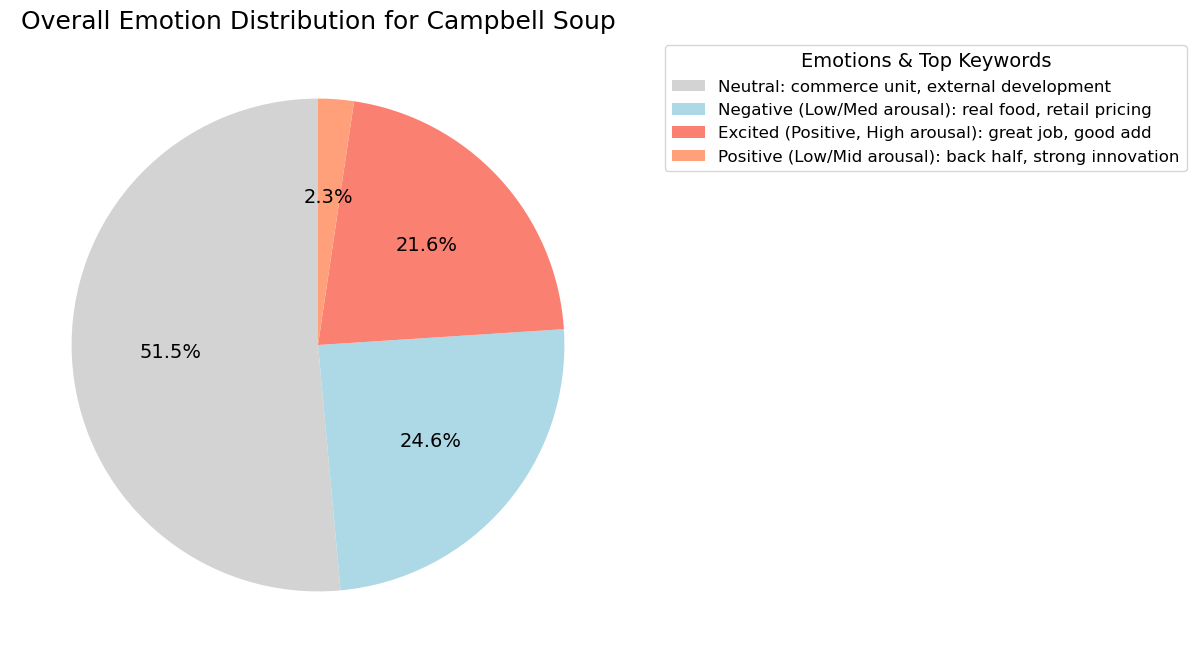 Overall Emotion Distribution for Campbell Soup
Emotions & Top Keywords
Neutral: commerce unit, external development
Negative (Low/Med arousal): real food, retail pricing
Excited (Positive, High arousal): great job, good add
Positive (Low/Mid arousal): back half, strong innovation
2.3%
21.6%
51.5%
24.6%